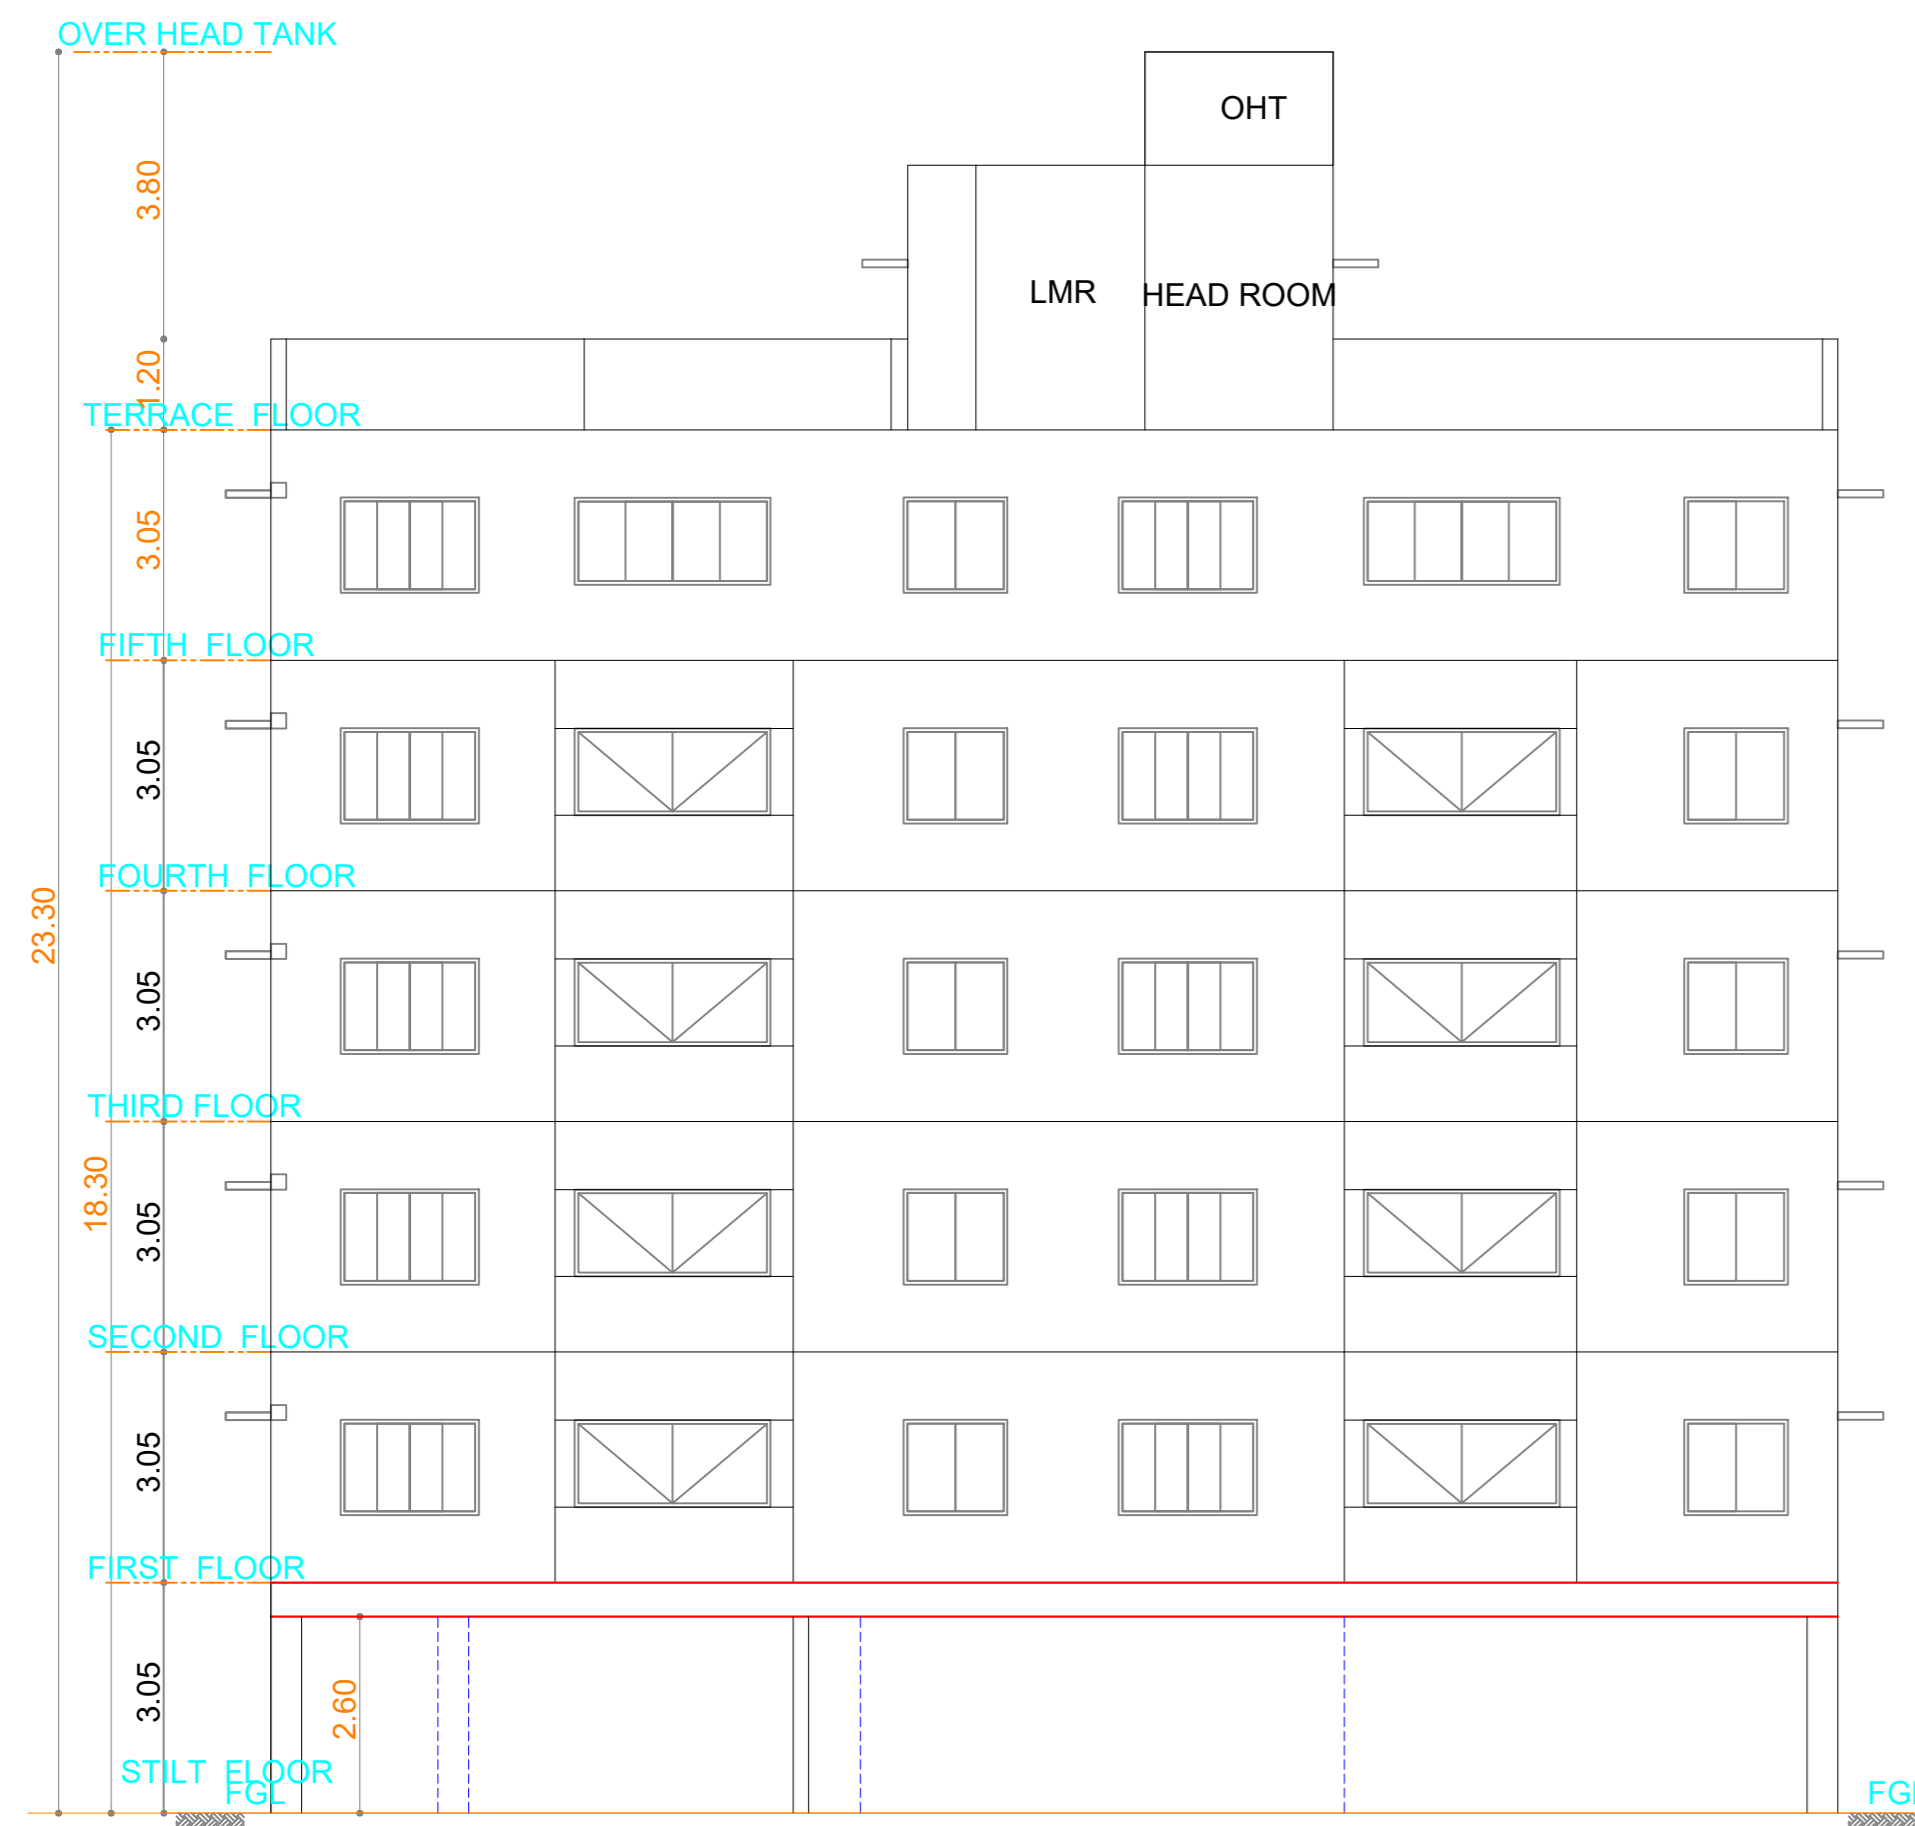 OVER HEAD TANK
OHT
3.80
LMR
HEAD ROOM
1.20
TERRACE FLOOR
3.05
FIFTH FLOOR
3.05
FOURTH FLOOR
23.30
3.05
THIRD FLOOR
18.30
3.05
SECOND FLOOR
3.05
FIRST FLOOR
3.05
2.60
STILT FLOOR
FGL
FGL